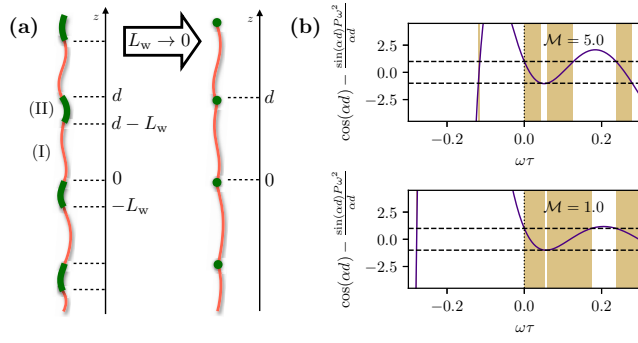 (a)
z
L_w → 0
z
d
(II)
d − L_w
(I)
0
−L_w
d
0
(b)
cos(αd) − sin(αd)Pω²/αd
M = 5.0
2.5
0.0
−2.5
−0.2 0.0 0.2
ωτ
cos(αd) − sin(αd)Pω²/αd
M = 1.0
2.5
0.0
−2.5
−0.2 0.0 0.2
ωτ